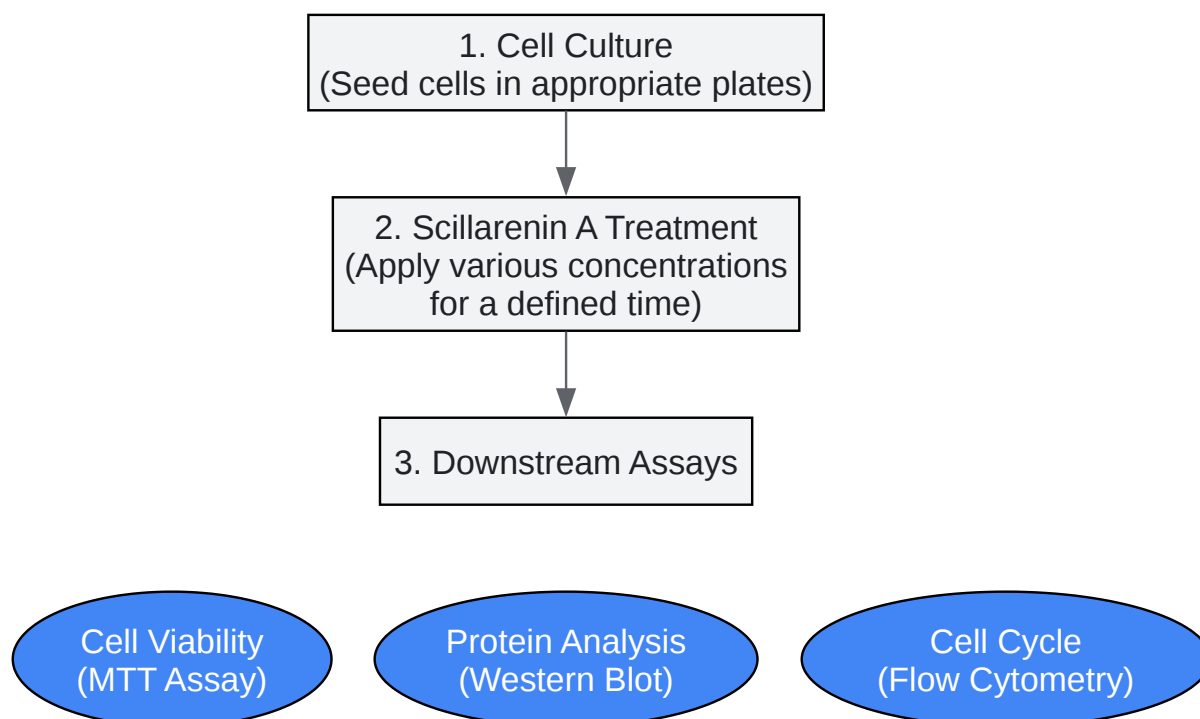 1. Cell Culture
(Seed cells in appropriate plates)
2. Scillarenin A Treatment
(Apply various concentrations
for a defined time)
3. Downstream Assays
Cell Viability
(MTT Assay)
Protein Analysis
(Western Blot)
Cell Cycle
(Flow Cytometry)